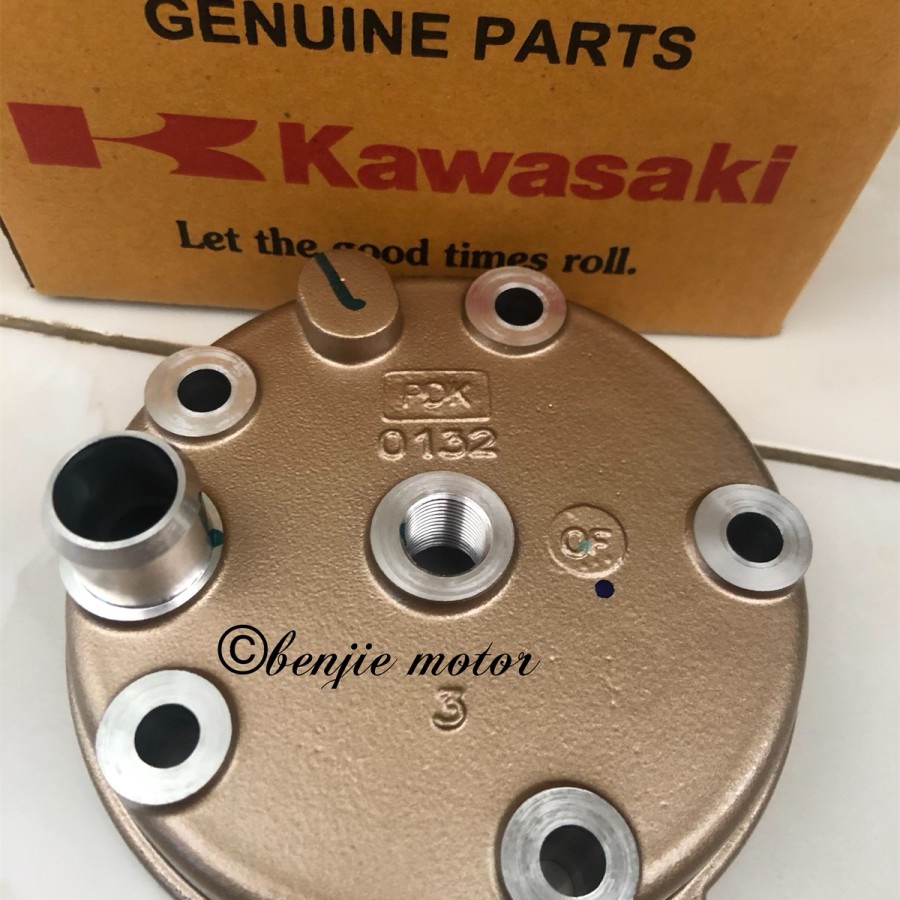 GENUINE PARTS
Kawasaki
Let the good times roll.
PDK
0132
©benjie motor
3